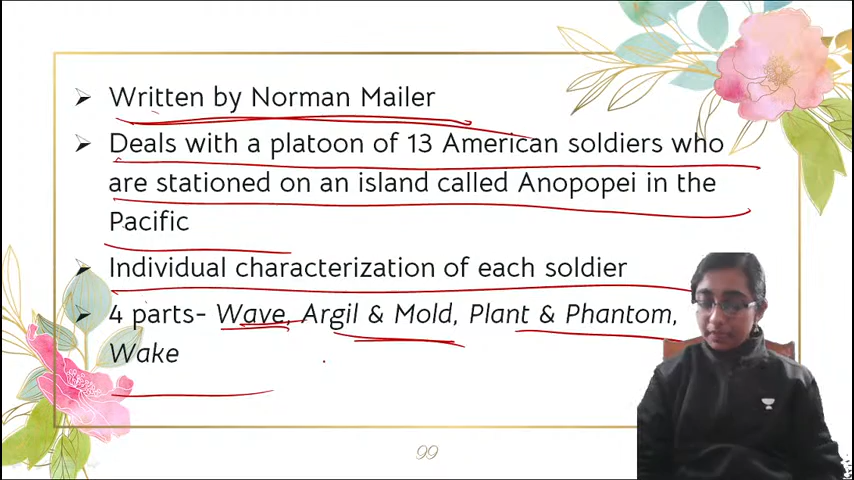 Written by Norman Mailer
Deals with a platoon of 13 American soldiers who
are stationed on an island called Anopopei in the
Pacific
Individual characterization of each soldier
4 parts- Wave, Argil & Mold, Plant & Phantom,
Wake
99